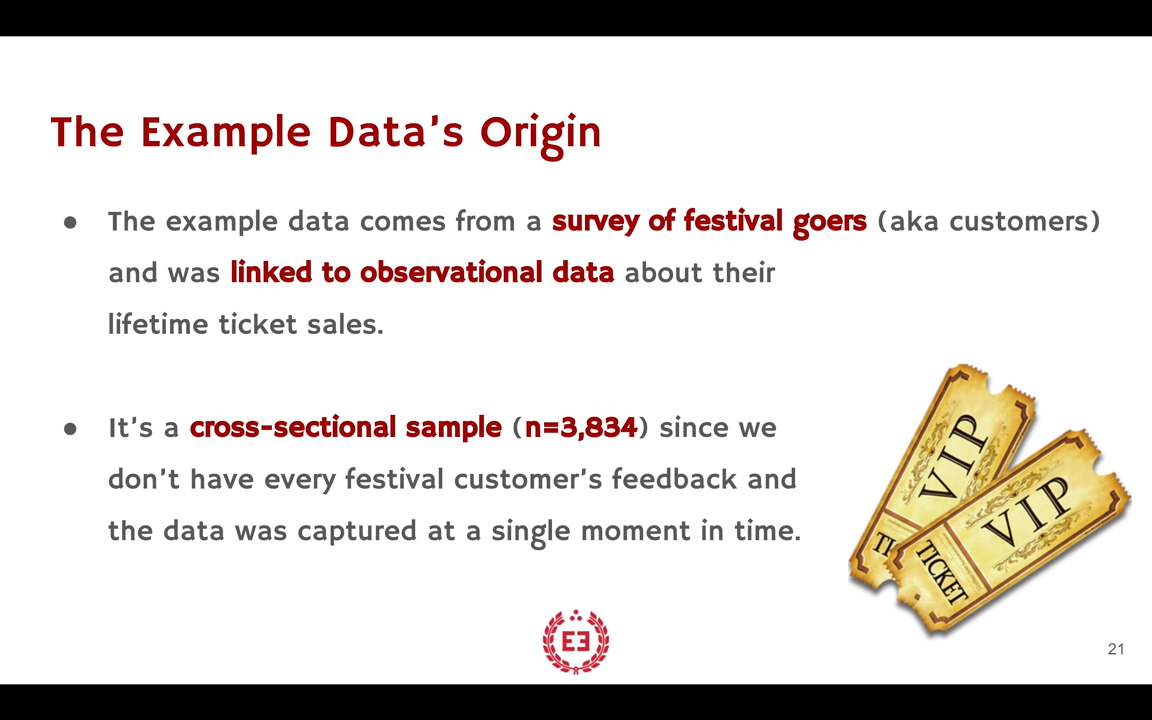 The Example Data's Origin
● The example data comes from a survey of festival goers (aka customers)
and was linked to observational data about their
lifetime ticket sales.
● It's a cross-sectional sample (n=3,834) since we
don't have every festival customer's feedback and
the data was captured at a single moment in time.
VIP
TI
VIP
TICKET
EE
21